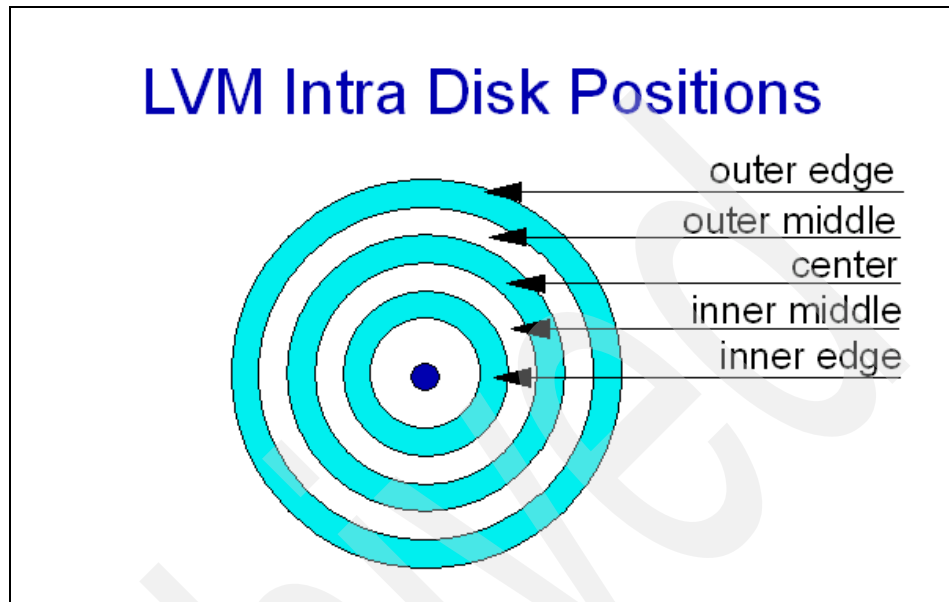 LVM Intra Disk Positions
outer edge
outer middle
center
inner middle
inner edge